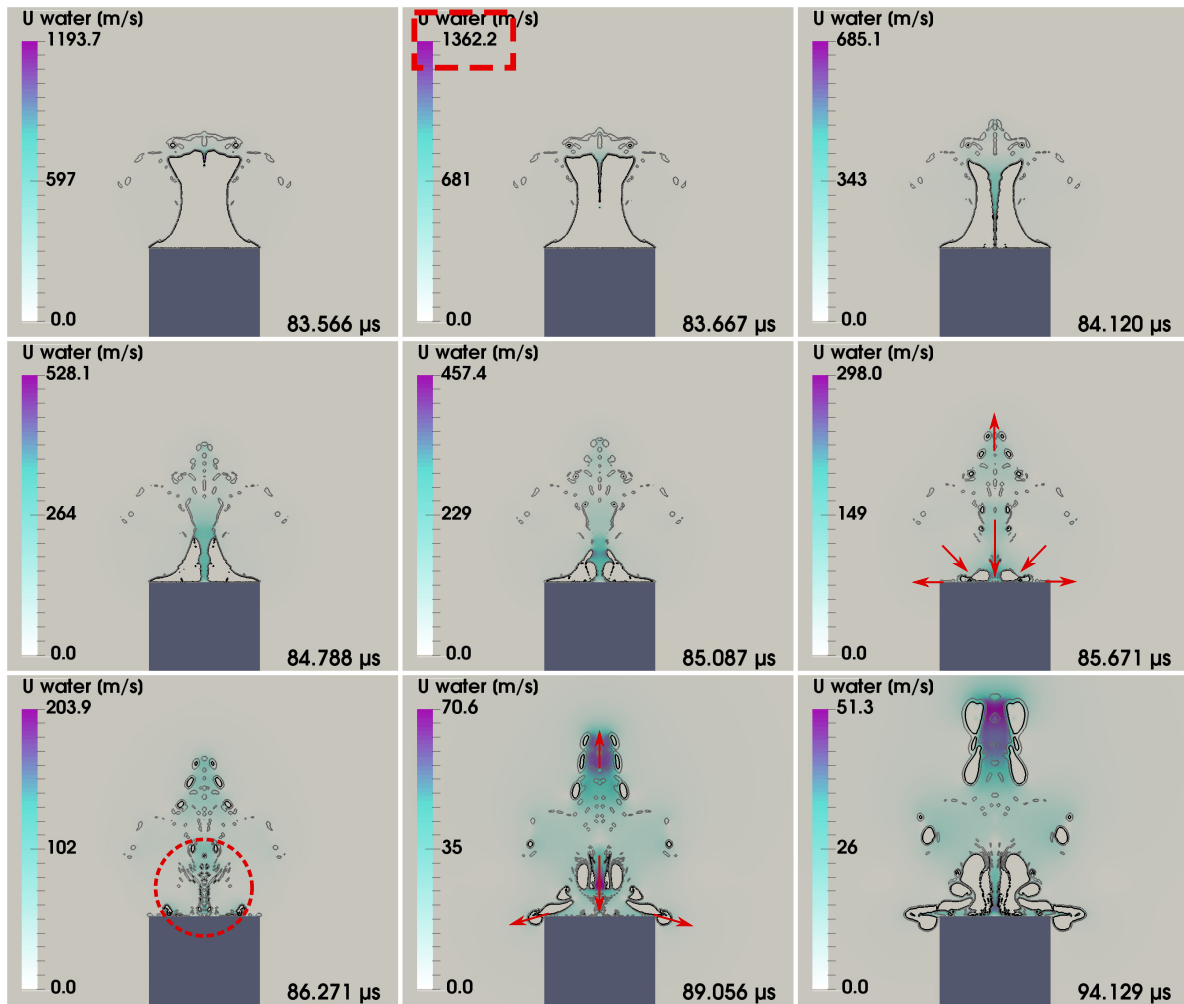 U water (m/s)
1193.7
597
0.0
83.566 µs
U water (m/s)
1362.2
681
0.0
83.667 µs
U water (m/s)
685.1
343
0.0
84.120 µs
U water (m/s)
528.1
264
0.0
84.788 µs
U water (m/s)
457.4
229
0.0
85.087 µs
U water (m/s)
298.0
149
0.0
85.671 µs
U water (m/s)
203.9
102
0.0
86.271 µs
U water (m/s)
70.6
35
0.0
89.056 µs
U water (m/s)
51.3
26
0.0
94.129 µs